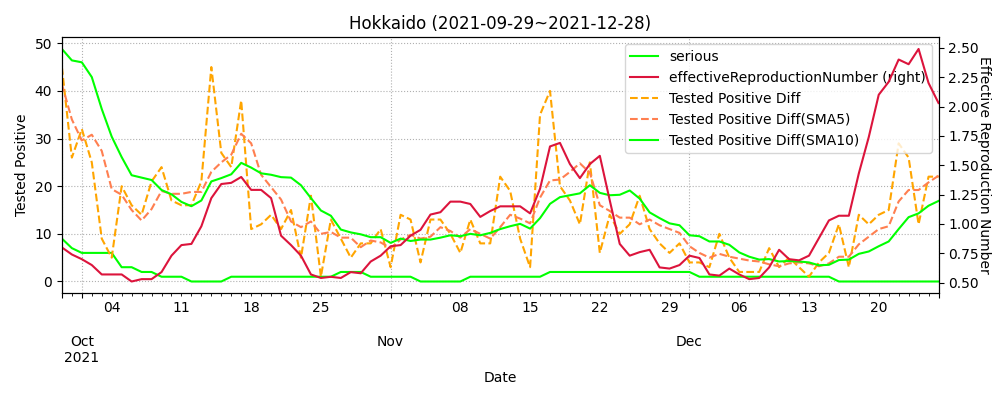 Hokkaido (2021-09-29~2021-12-28)
serious
effectiveReproductionNumber (right)
Tested Positive Diff
Tested Positive Diff(SMA5)
Tested Positive Diff(SMA10)
Tested Positive
50
40
30
20
10
0
2.50
2.25
2.00
1.75
1.50
1.25
1.00
0.75
0.50
Effective Reproduction Number
04 11 18 25 08 15 22 29 06 13 20
Oct Nov Dec
2021
Date